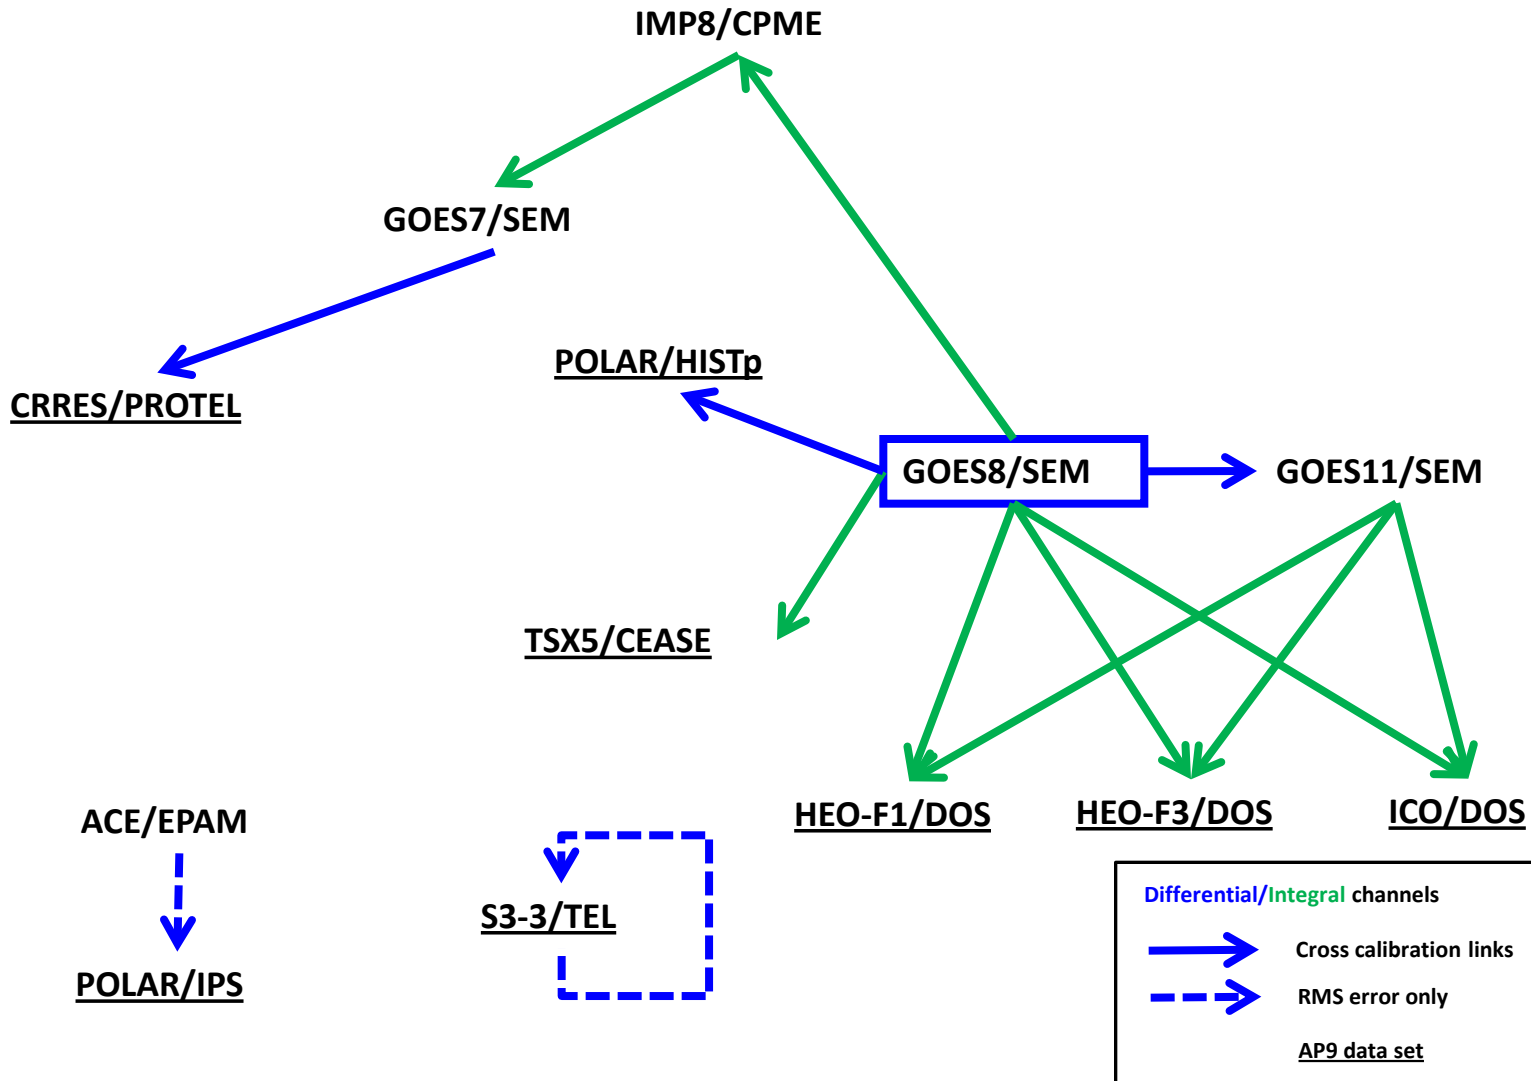 IMP8/CPME
GOES7/SEM
POLAR/HISTp
CRRES/PROTEL
GOES8/SEM
GOES11/SEM
TSX5/CEASE
HEO-F1/DOS
HEO-F3/DOS
ICO/DOS
ACE/EPAM
S3-3/TEL
POLAR/IPS
Differential/Integral channels
Cross calibration links
RMS error only
AP9 data set